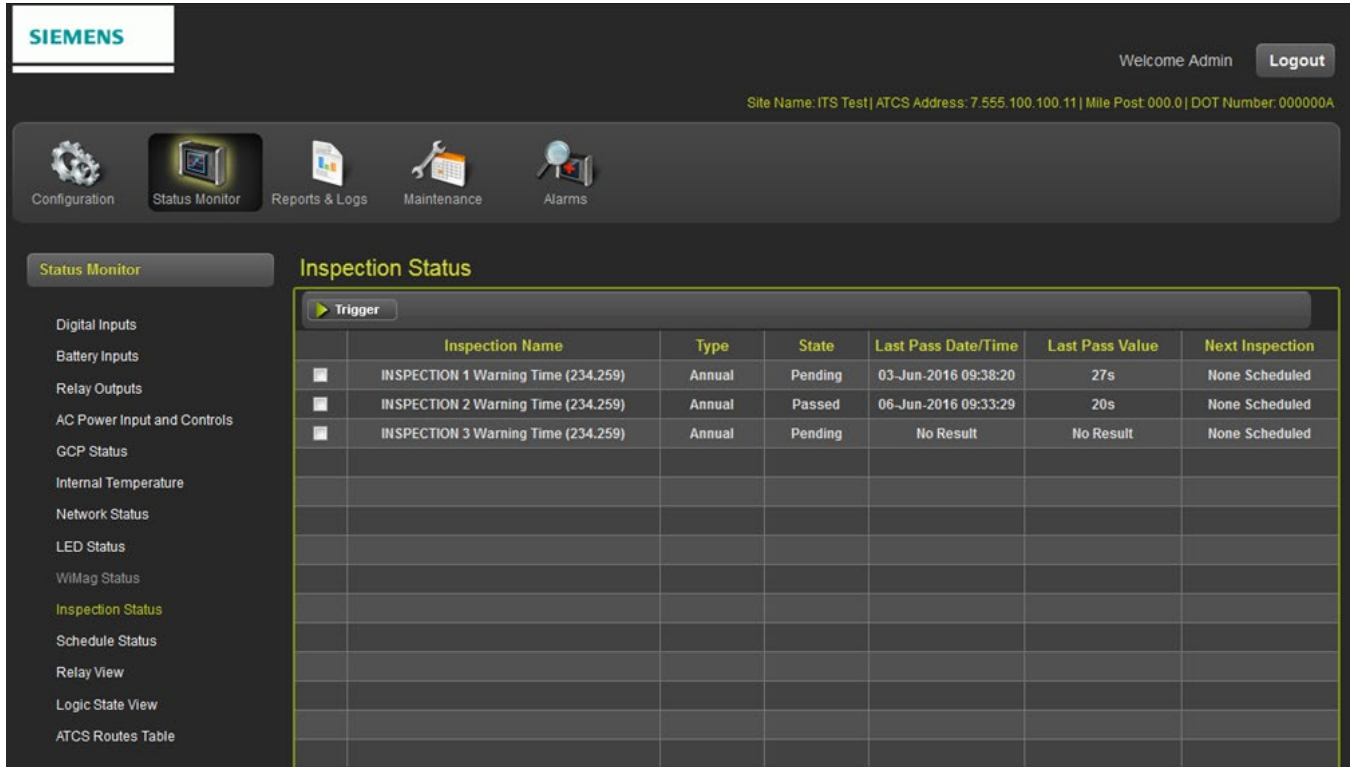 SIEMENS
Welcome Admin Logout
Site Name: ITS Test | ATCS Address: 7.555.100.100.11 | Mile Post: 000.0 | DOT Number: 000000A
Configuration Status Monitor Reports & Logs Maintenance Alarms
Status Monitor
Digital Inputs
Battery Inputs
Relay Outputs
AC Power Input and Controls
GCP Status
Internal Temperature
Network Status
LED Status
WiMag Status
Inspection Status
Schedule Status
Relay View
Logic State View
ATCS Routes Table
Inspection Status
Trigger
Inspection Name Type State Last Pass Date/Time Last Pass Value Next Inspection
INSPECTION 1 Warning Time (234.259) Annual Pending 03-Jun-2016 09:38:20 27s None Scheduled
INSPECTION 2 Warning Time (234.259) Annual Passed 06-Jun-2016 09:33:29 20s None Scheduled
INSPECTION 3 Warning Time (234.259) Annual Pending No Result No Result None Scheduled